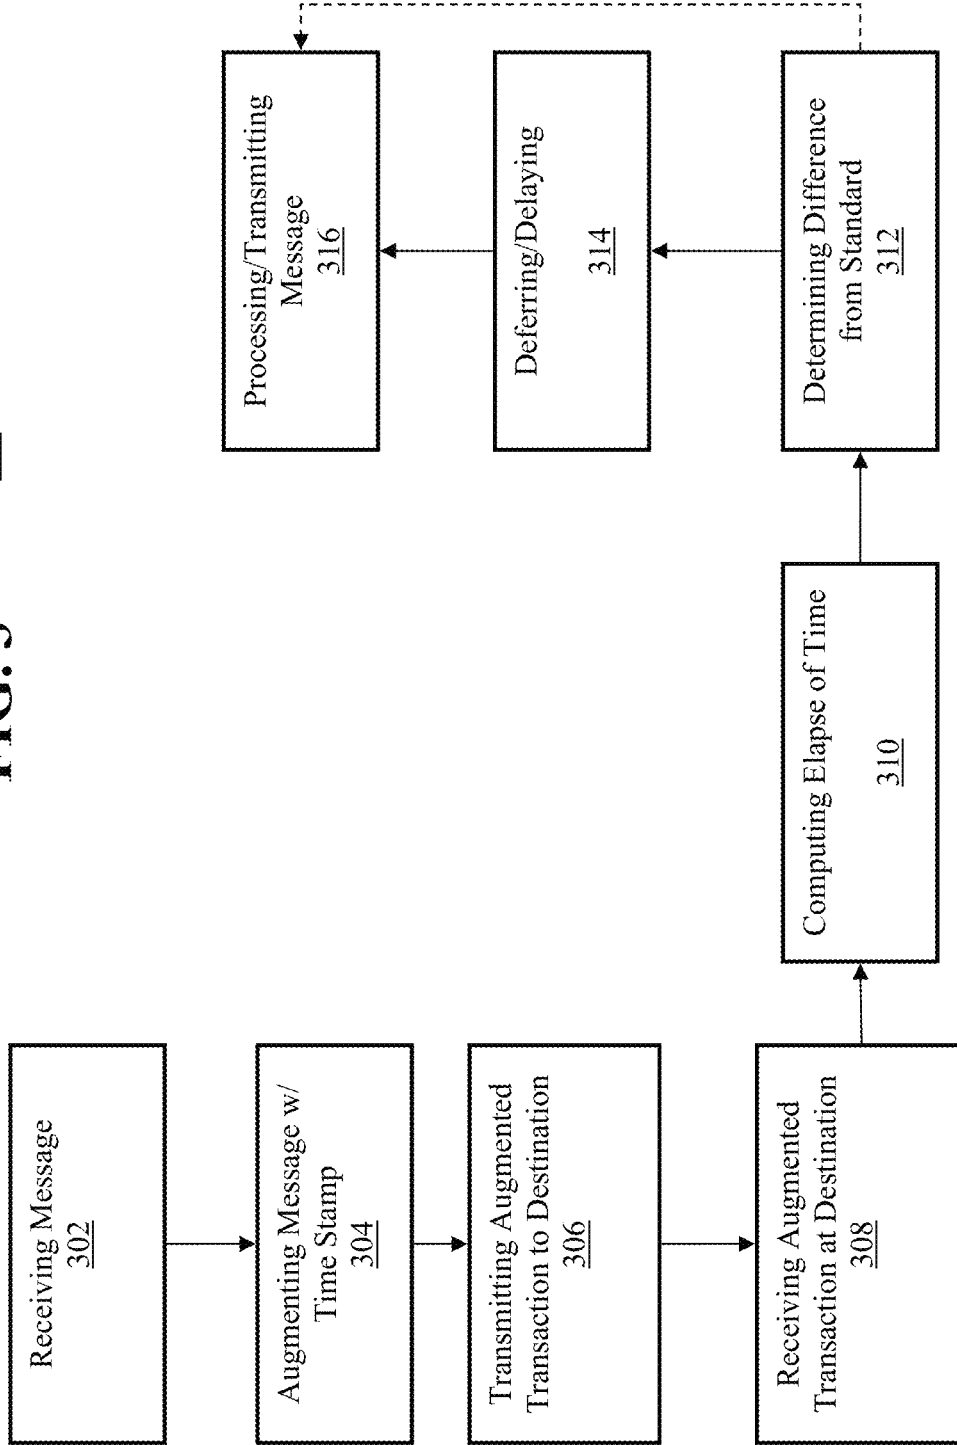 Receiving Message
302
Augmenting Message w/
Time Stamp
304
Transmitting Augmented
Transaction to Destination
306
Receiving Augmented
Transaction at Destination
308
Computing Elapse of Time
310
Determining Difference
from Standard
312
Deferring/Delaying
314
Processing/Transmitting
Message
316